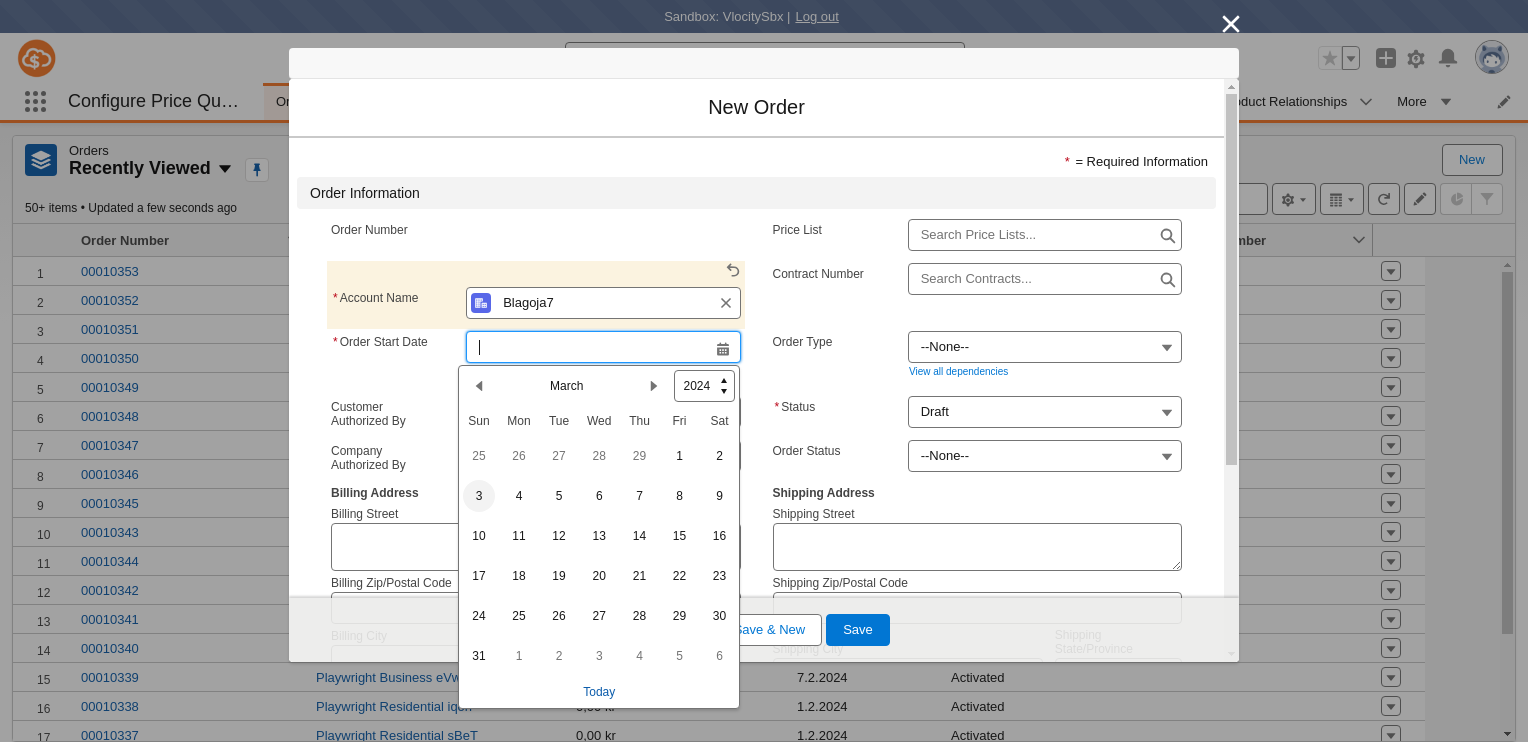 Sandbox: VlocitySbx | Log out
Configure Price Qu…
Or
oduct Relationships
More
Orders
Recently Viewed
New
50+ items • Updated a few seconds ago
Order Number
mber
1 00010353
2 00010352
3 00010351
4 00010350
5 00010349
6 00010348
7 00010347
8 00010346
9 00010345
10 00010343
11 00010344
12 00010342
13 00010341
14 00010340
15 00010339 Playwright Business eVw 7.2.2024 Activated
16 00010338 Playwright Residential 1.2.2024 Activated
17 00010337 Playwright Residential sBeT 0,00 kr 1.2.2024 Activated
New Order
* = Required Information
Order Information
Order Number
Price List
Search Price Lists...
Contract Number
Search Contracts...
*Account Name
Blagoja7
*Order Start Date
Order Type
--None--
View all dependencies
March
2024
Sun Mon Tue Wed Thu Fri Sat
25 26 27 28 29 1 2
3 4 5 6 7 8 9
10 11 12 13 14 15 16
17 18 19 20 21 22 23
24 25 26 27 28 29 30
31 1 2 3 4 5 6
Today
Customer
Authorized By
*Status
Draft
Company
Authorized By
Order Status
--None--
Billing Address
Shipping Address
Billing Street
Shipping Street
Billing Zip/Postal Code
Shipping Zip/Postal Code
Billing City
Shipping City
Shipping
State/Province
Save & New
Save